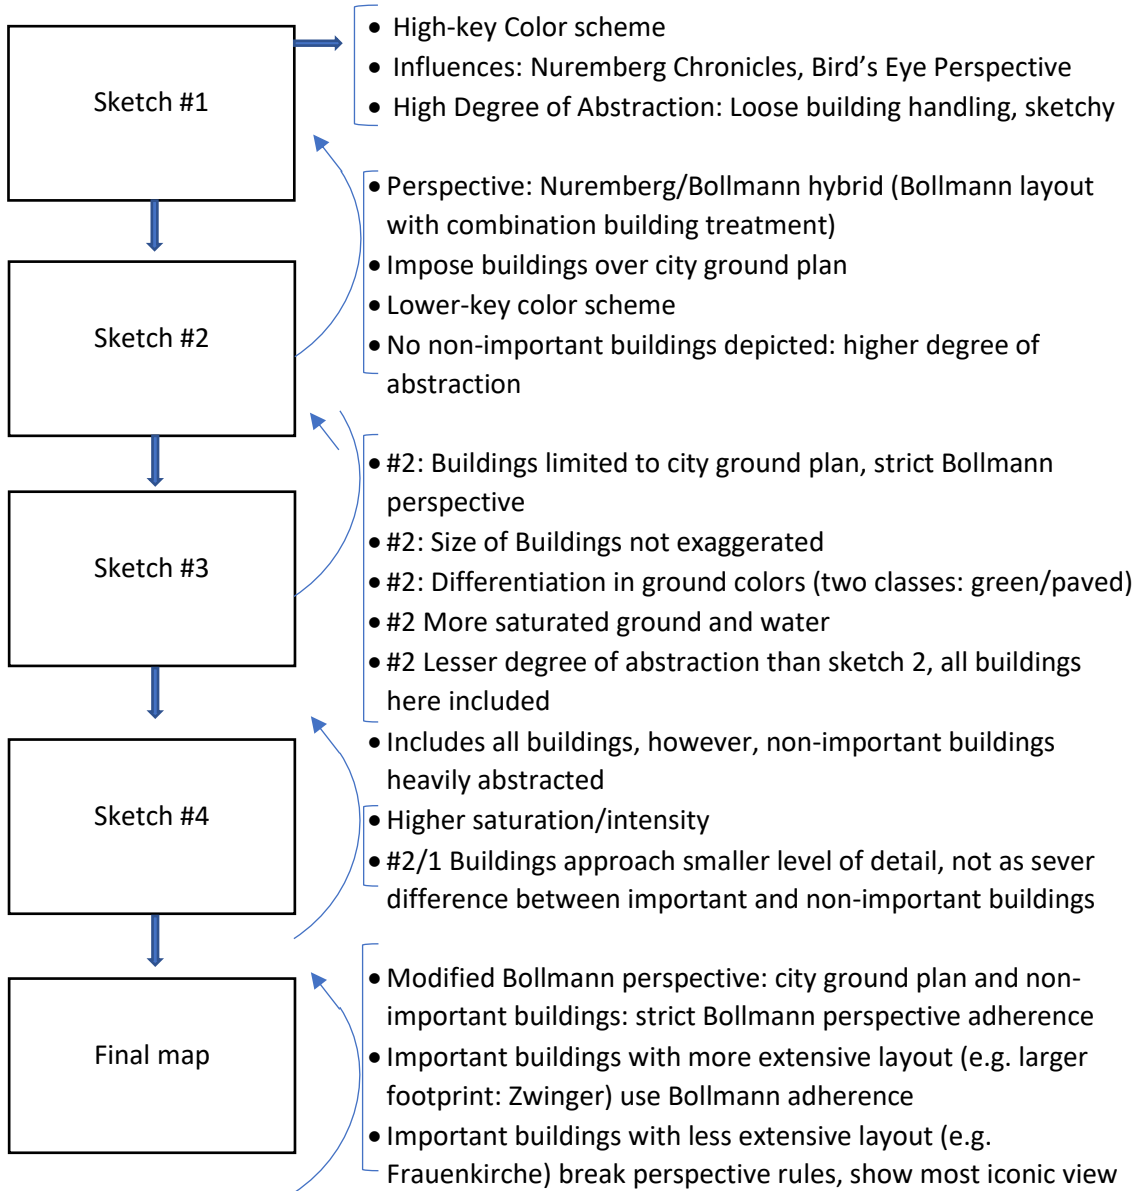 Sketch #1
• High-key Color scheme
• Influences: Nuremberg Chronicles, Bird’s Eye Perspective
• High Degree of Abstraction: Loose building handling, sketchy
Sketch #2
• Perspective: Nuremberg/Bollmann hybrid (Bollmann layout
with combination building treatment)
• Impose buildings over city ground plan
• Lower-key color scheme
• No non-important buildings depicted: higher degree of
abstraction
Sketch #3
• #2: Buildings limited to city ground plan, strict Bollmann
perspective
• #2: Size of Buildings not exaggerated
• #2: Differentiation in ground colors (two classes: green/paved)
• #2 More saturated ground and water
• #2 Lesser degree of abstraction than sketch 2, all buildings
here included
Sketch #4
• Includes all buildings, however, non-important buildings
heavily abstracted
• Higher saturation/intensity
• #2/1 Buildings approach smaller level of detail, not as sever
difference between important and non-important buildings
Final map
• Modified Bollmann perspective: city ground plan and non-
important buildings: strict Bollmann perspective adherence
• Important buildings with more extensive layout (e.g. larger
footprint: Zwinger) use Bollmann adherence
• Important buildings with less extensive layout (e.g.
Frauenkirche) break perspective rules, show most iconic view